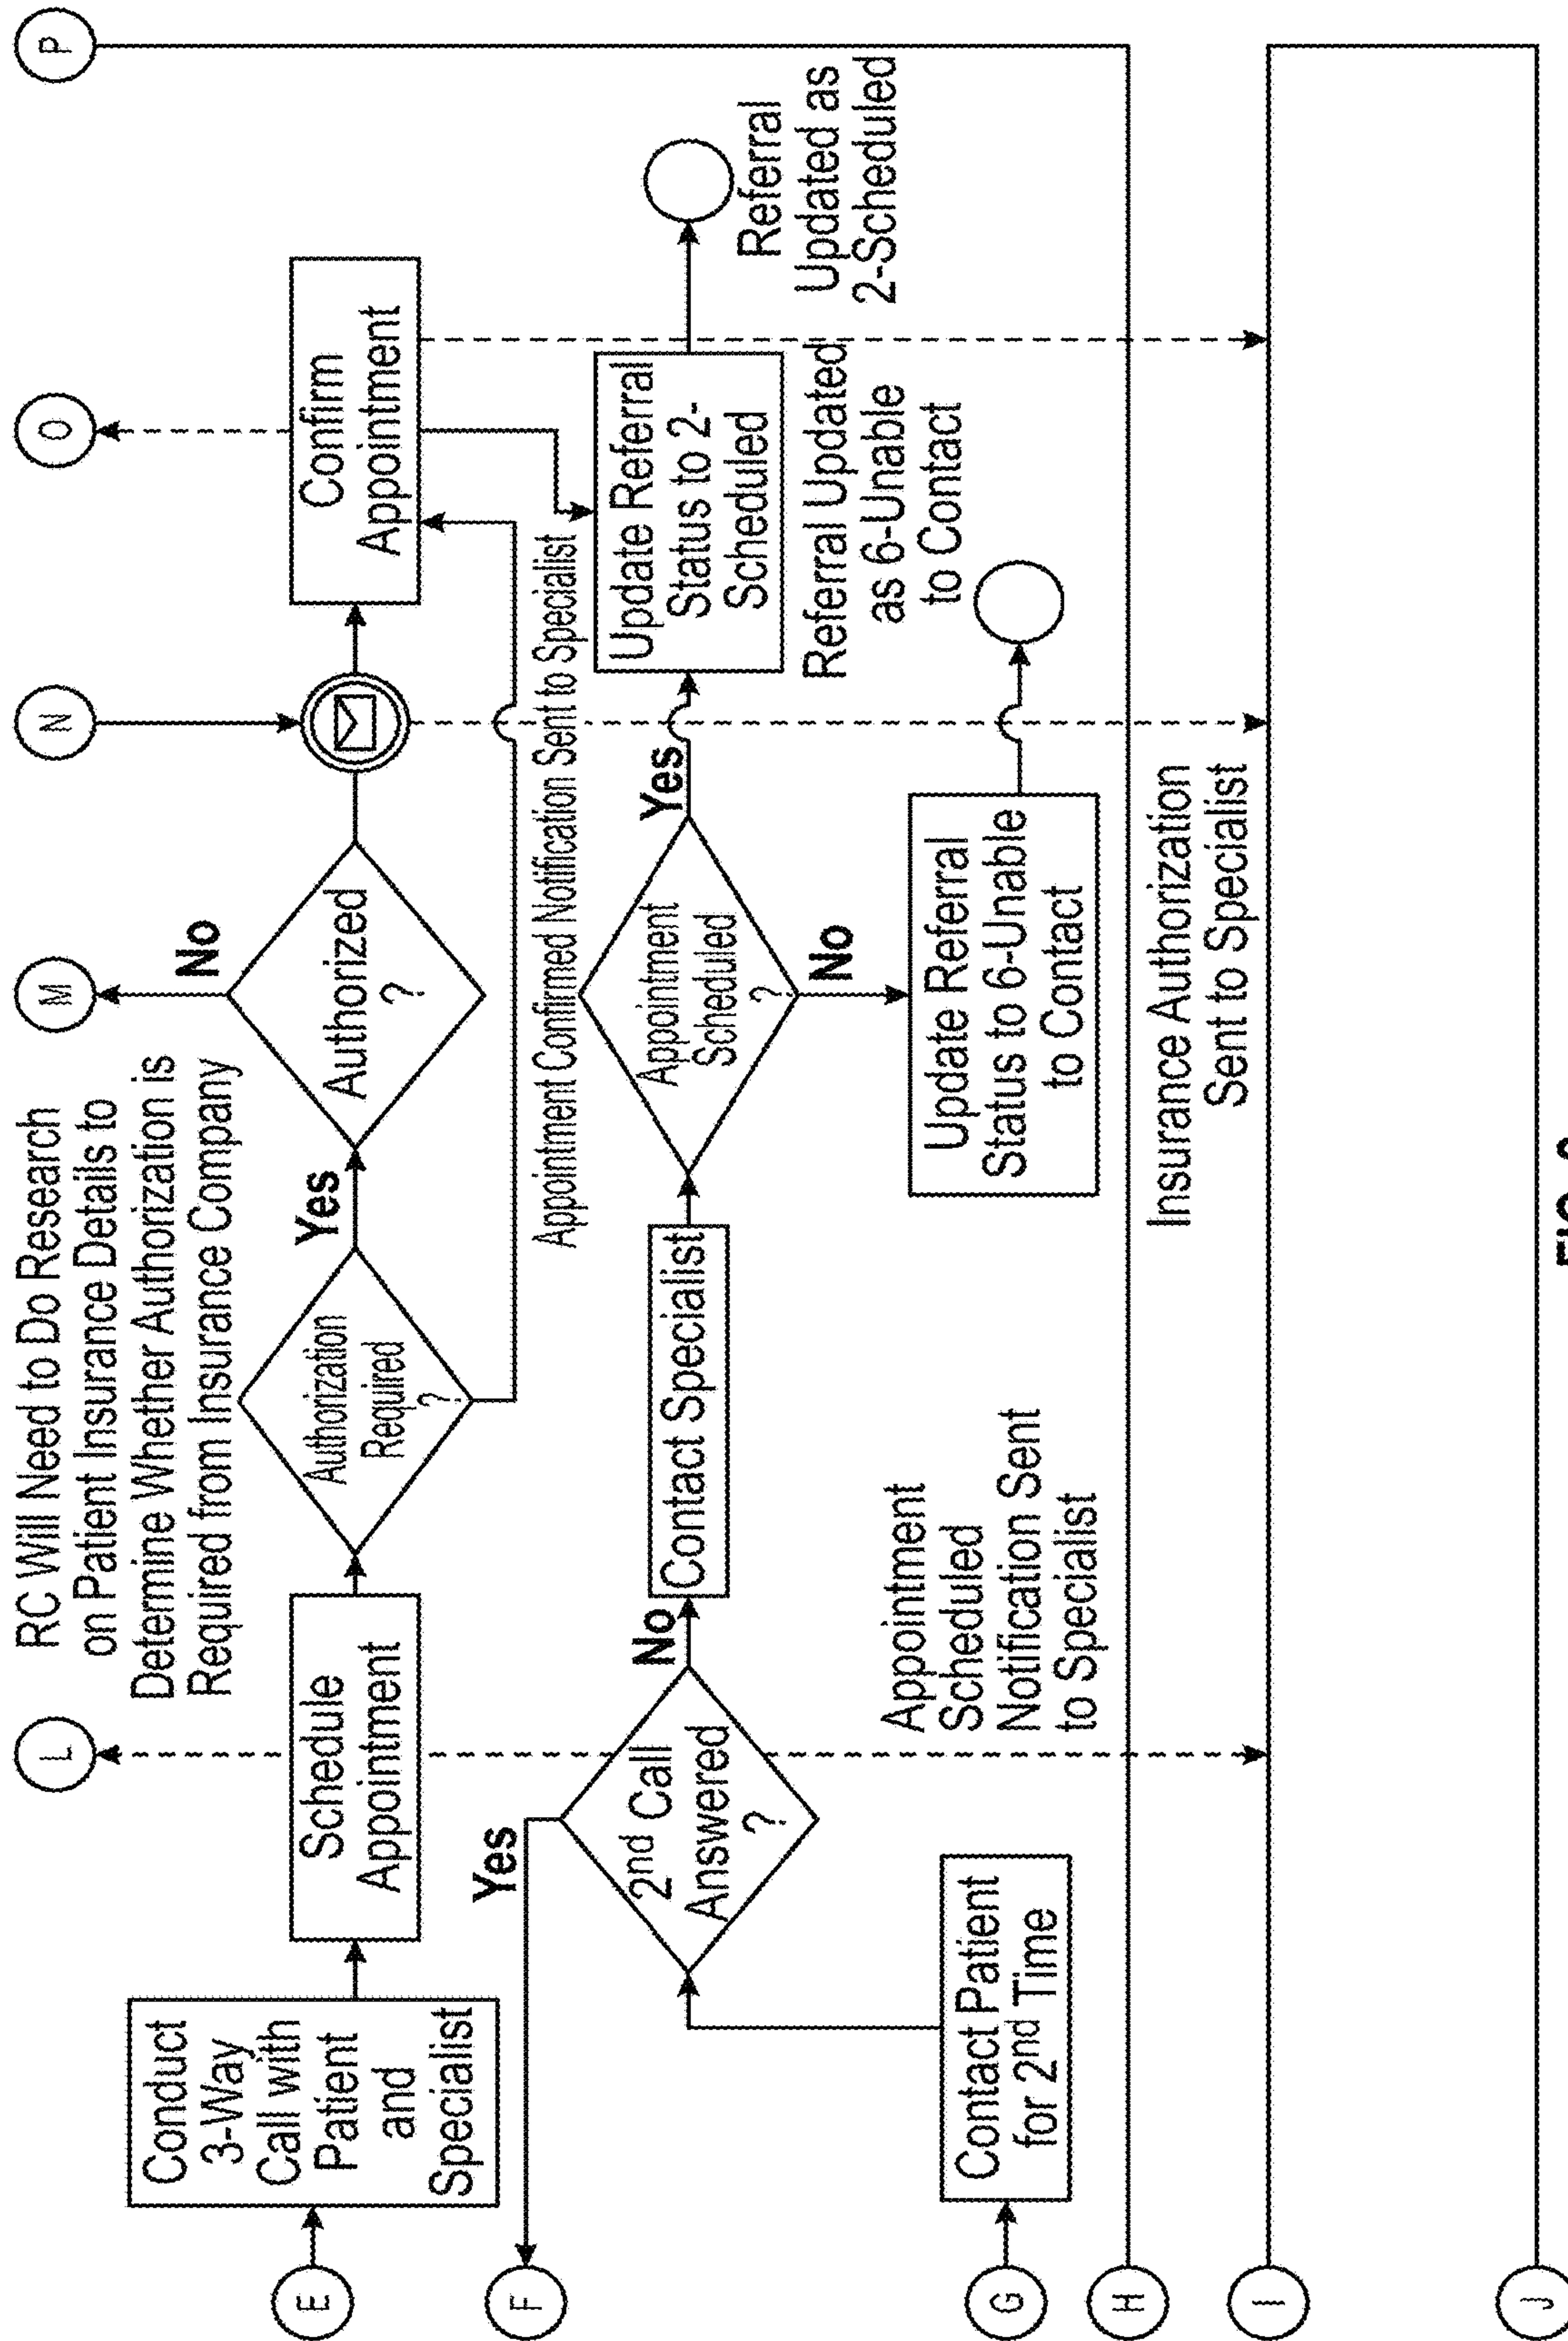 L
M
N
O
P
RC Will Need to Do Research
on Patient Insurance Details to
Determine Whether Authorization is
Required from Insurance Company
E
Conduct
3-Way
Call with
Patient
and
Specialist
Schedule
Appointment
Authorization
Required
?
Yes
Authorized
?
No
Confirm
Appointment
Appointment Confirmed Notification Sent to Specialist
F
Yes
2nd Call
Answered
?
No
Contact Specialist
Appointment
Scheduled
?
Yes
No
Update Referral
Status to 2-
Scheduled
Referral
Updated as
2-Scheduled
Referral Updated
as 6-Unable
to Contact
G
Contact Patient
for 2nd Time
Appointment
Scheduled
Notification Sent
to Specialist
Update Referral
Status to 6-Unable
to Contact
H
Insurance Authorization
Sent to Specialist
I
J